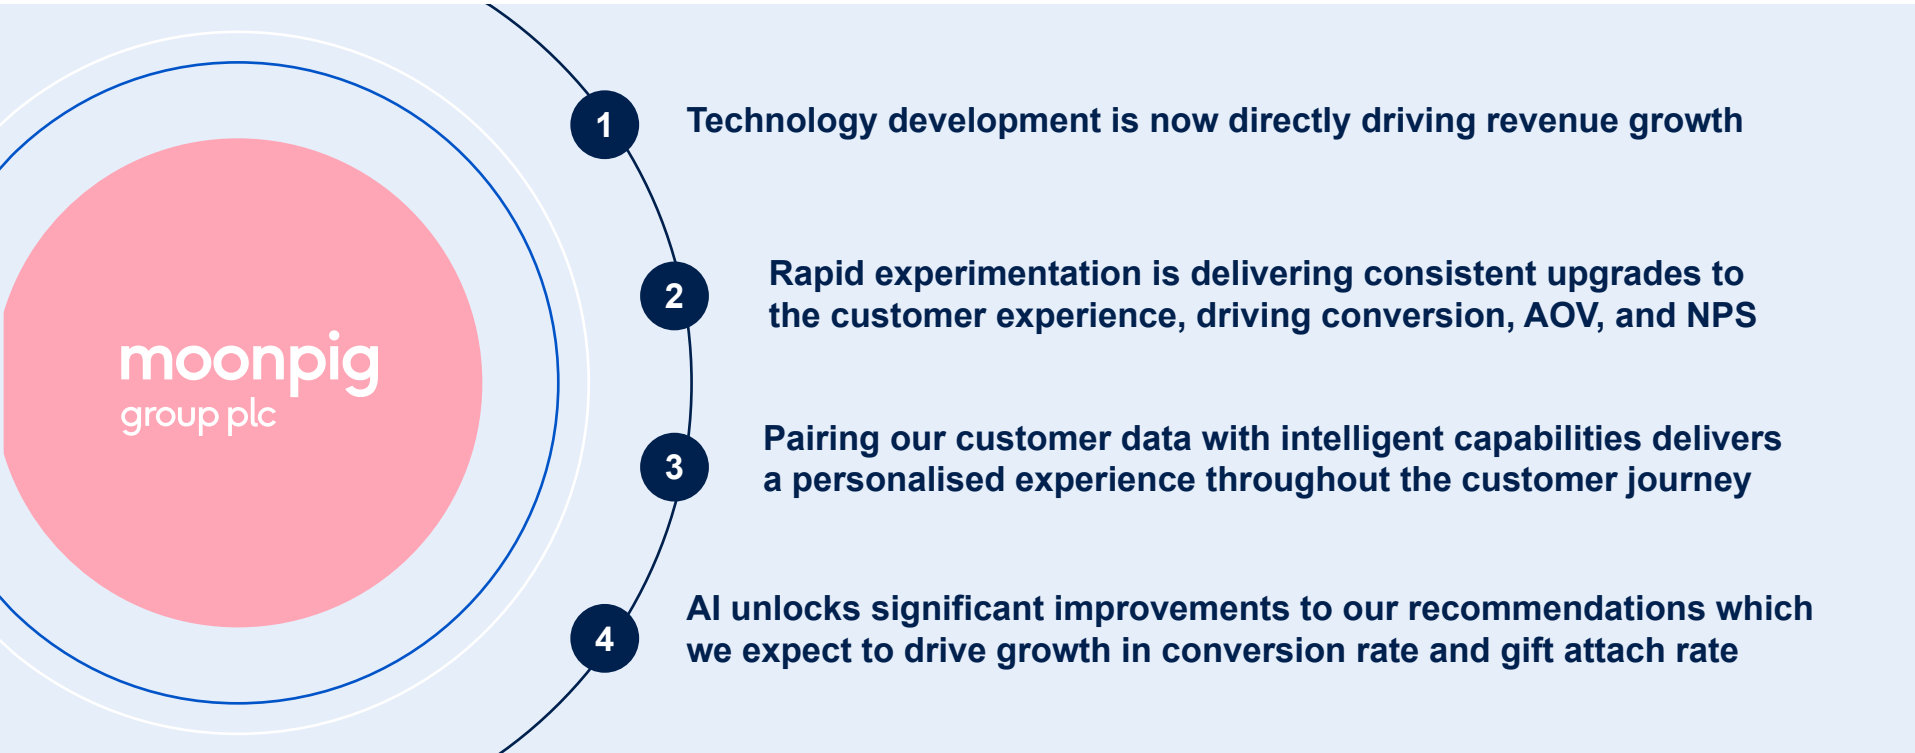 moonpig
group plc
1
Technology development is now directly driving revenue growth
2
Rapid experimentation is delivering consistent upgrades to
the customer experience, driving conversion, AOV, and NPS
3
Pairing our customer data with intelligent capabilities delivers
a personalised experience throughout the customer journey
4
AI unlocks significant improvements to our recommendations which
we expect to drive growth in conversion rate and gift attach rate